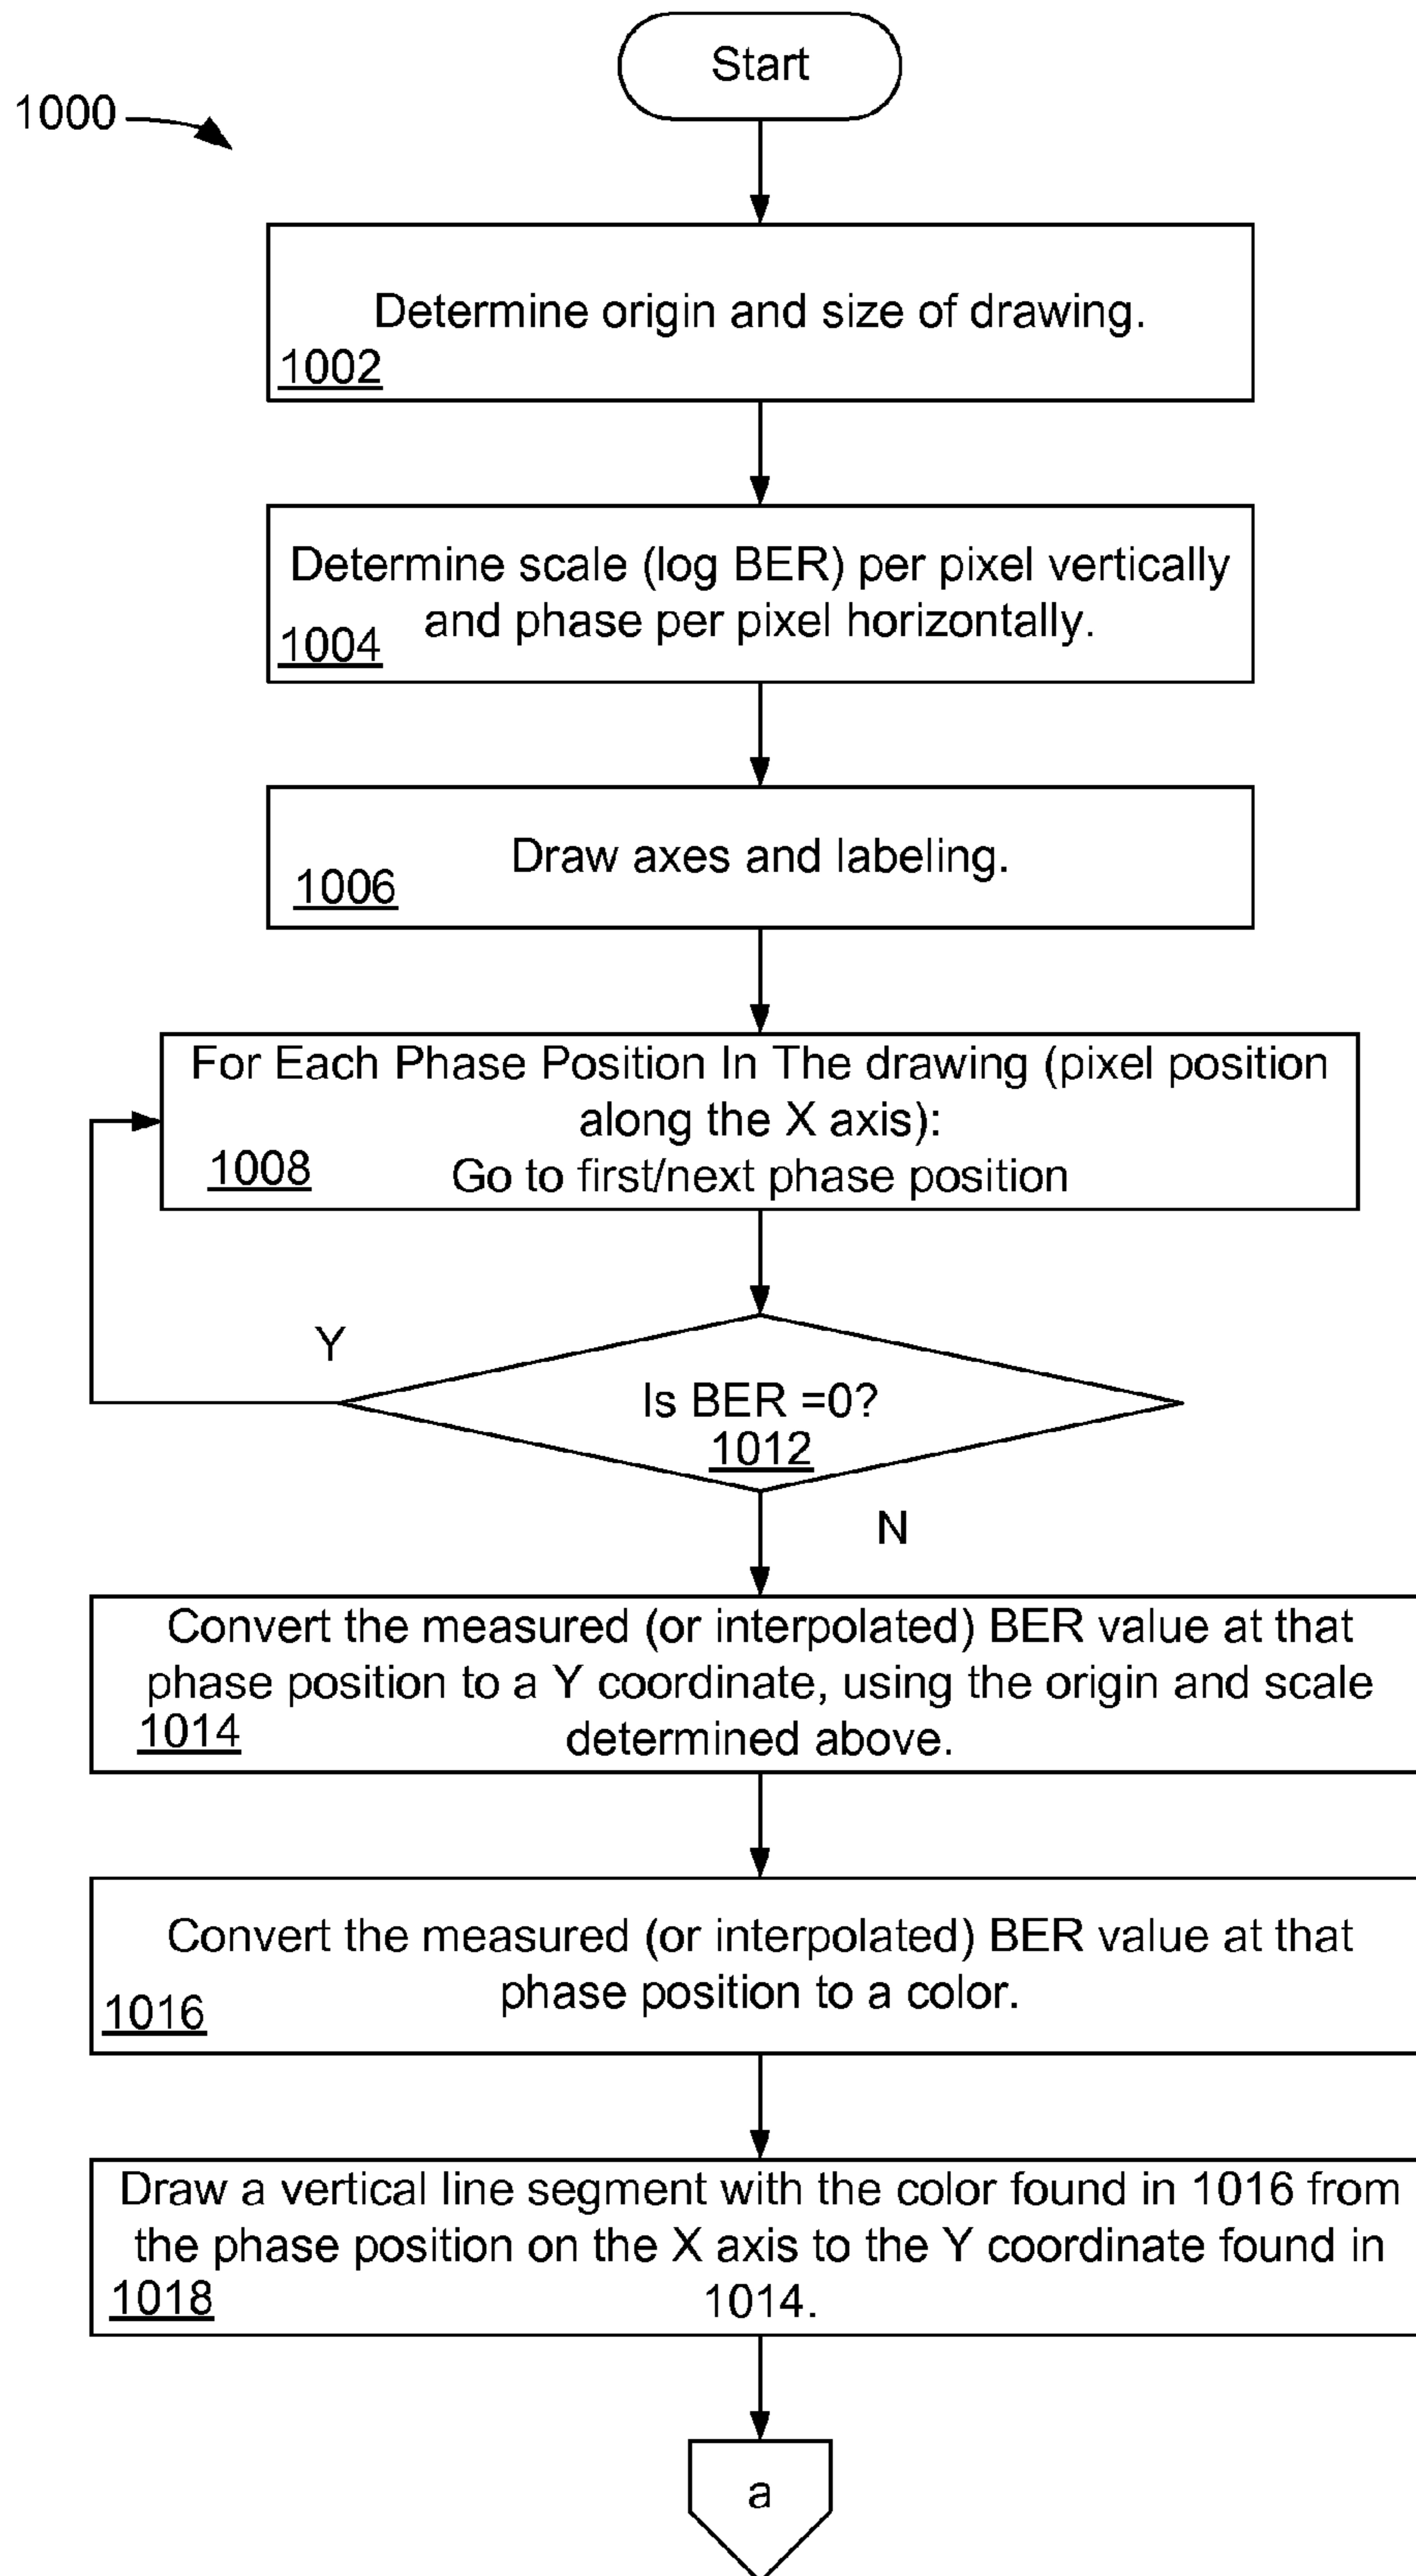 Start
1000
Determine origin and size of drawing.
1002
Determine scale (log BER) per pixel vertically
and phase per pixel horizontally.
1004
Draw axes and labeling.
1006
For Each Phase Position In The drawing (pixel position
along the X axis):
1008
Go to first/next phase position
Y
Is BER =0?
1012
N
Convert the measured (or interpolated) BER value at that
phase position to a Y coordinate, using the origin and scale
1014
determined above.
Convert the measured (or interpolated) BER value at that
phase position to a color.
1016
Draw a vertical line segment with the color found in 1016 from
the phase position on the X axis to the Y coordinate found in
1018
1014.
a